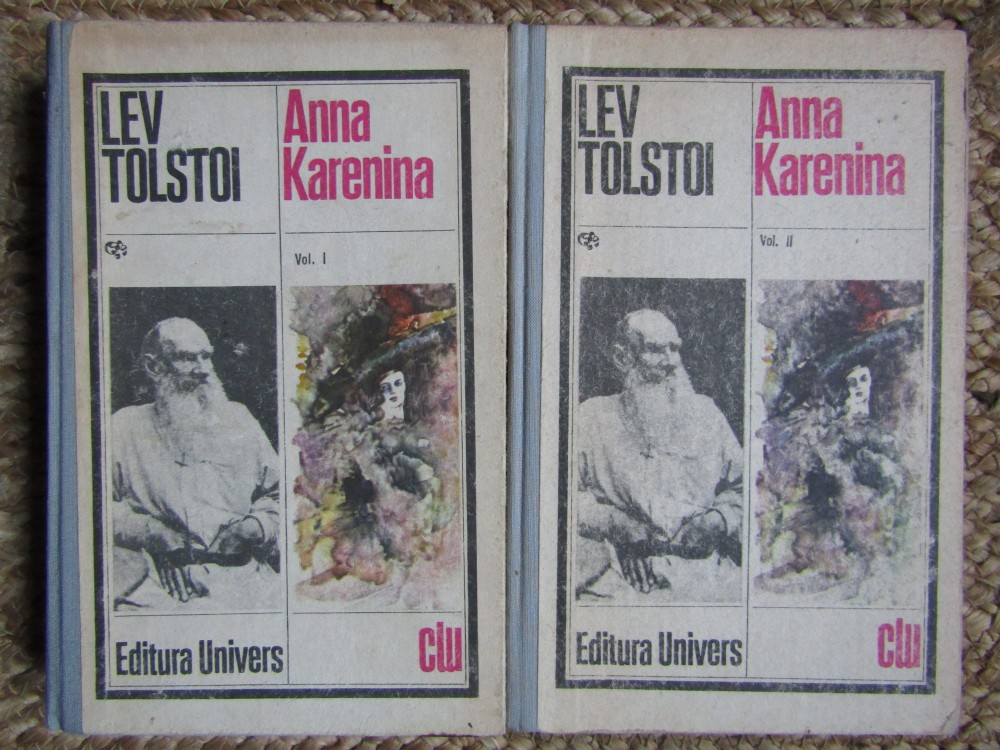 LEV
TOLSTOI
Anna
Karenina
Vol. I
Editura Univers
clu
LEV
TOLSTOI
Anna
Karenina
Vol. II
Editura Univers
clu